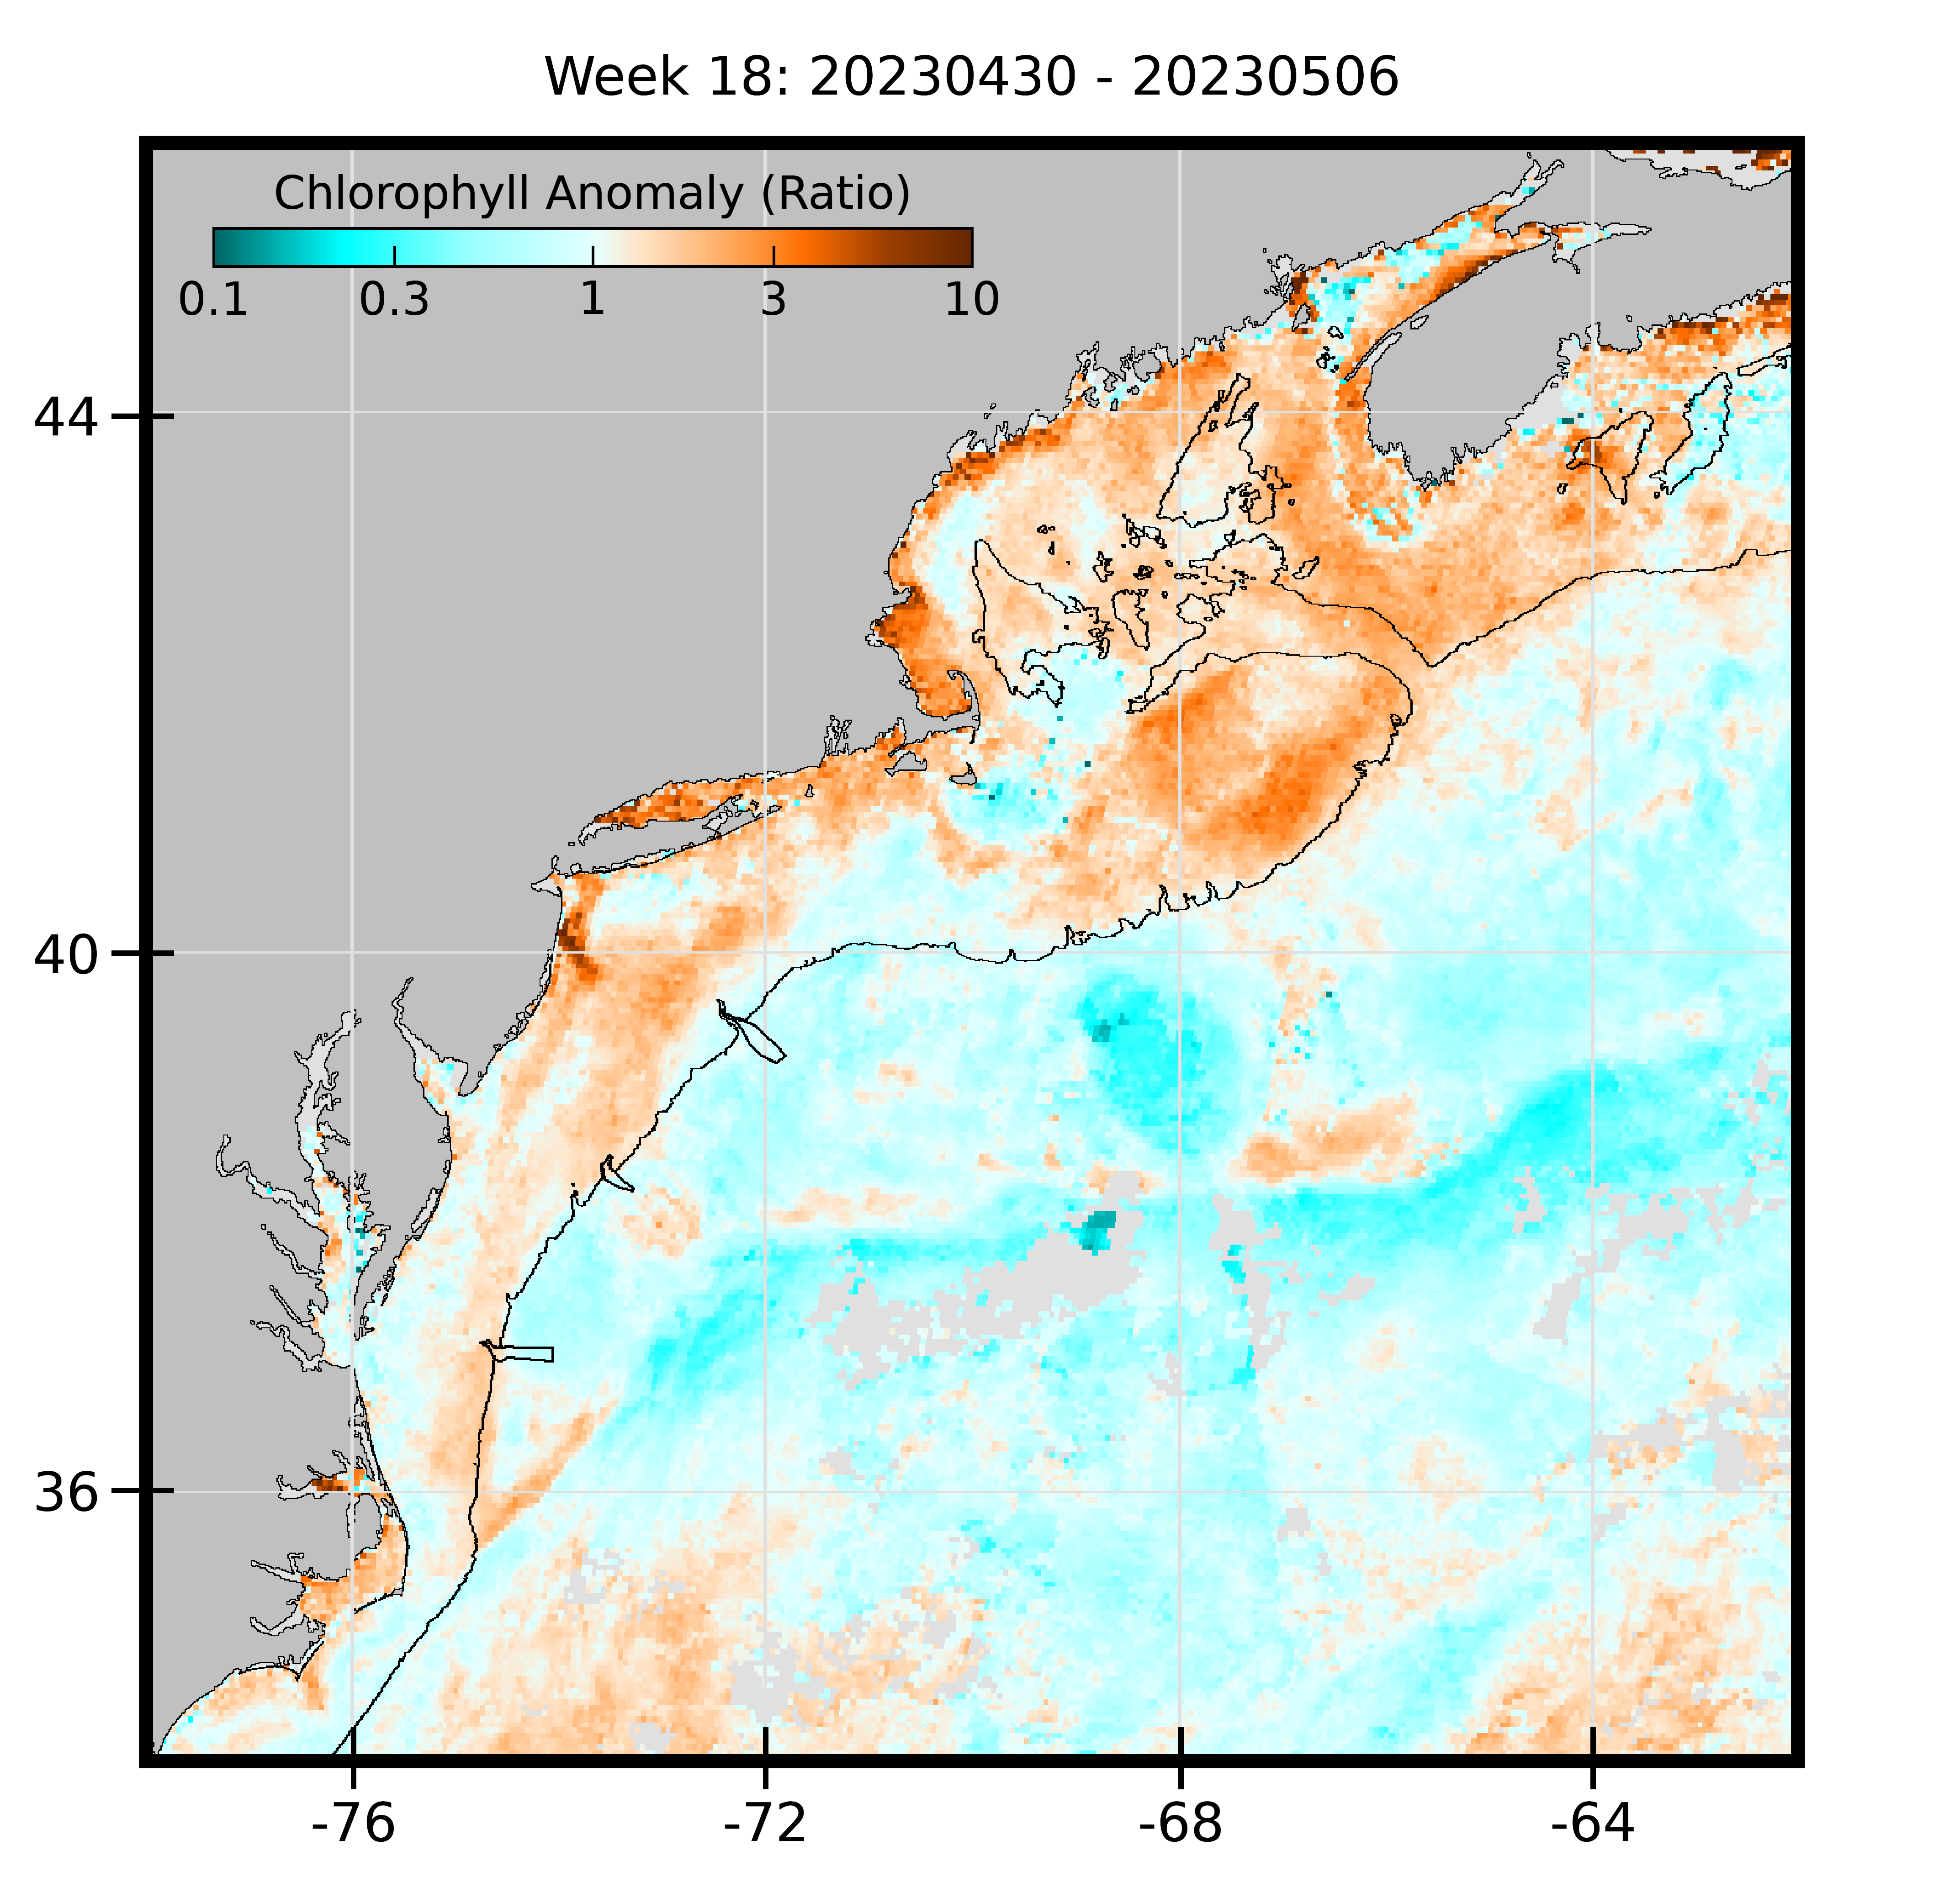 Week 18: 20230430 - 20230506
Chlorophyll Anomaly (Ratio)
0.1 0.3 1 3 10
44
40
36
-76 -72 -68 -64